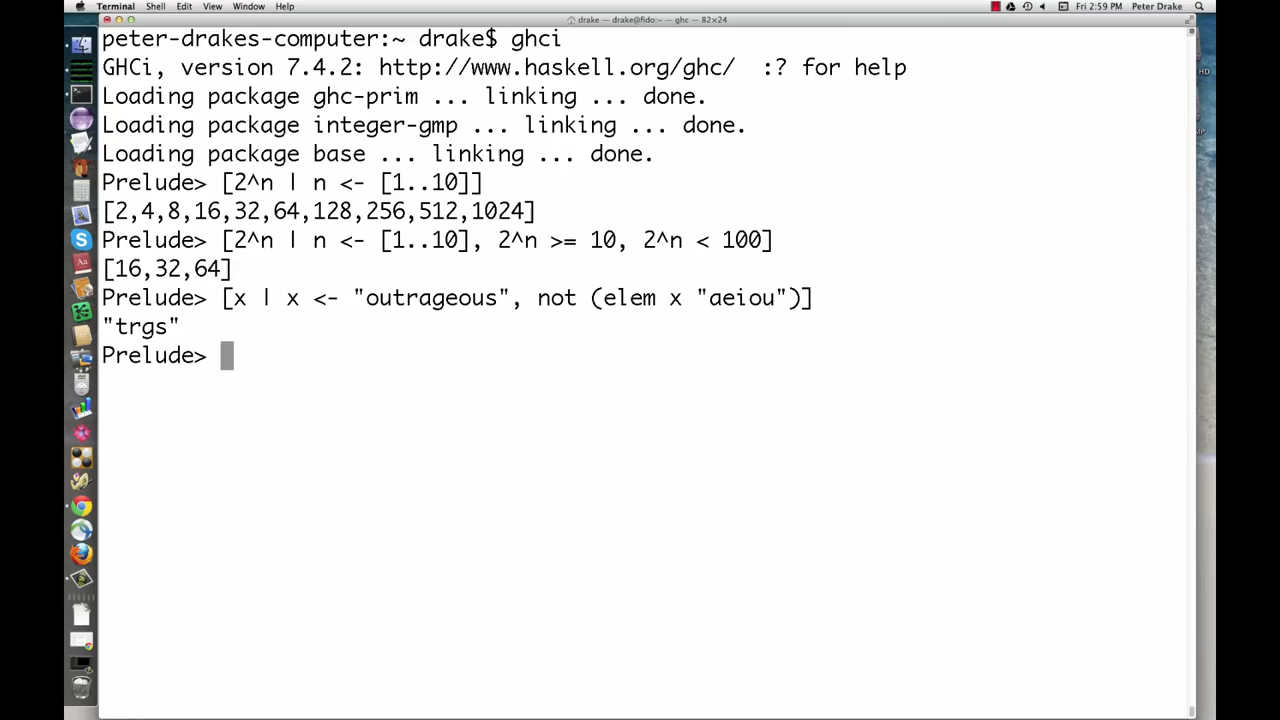 Terminal Shell Edit View Window Help Fri 2:59 PM Peter Drake
drake — drake@fido:~ — ghc — 82×24
peter-drakes-computer:~ drake$ ghci
GHCi, version 7.4.2: http://www.haskell.org/ghc/  :? for help
Loading package ghc-prim ... linking ... done.
Loading package integer-gmp ... linking ... done.
Loading package base ... linking ... done.
Prelude> [2^n | n <- [1..10]]
[2,4,8,16,32,64,128,256,512,1024]
Prelude> [2^n | n <- [1..10], 2^n >= 10, 2^n < 100]
[16,32,64]
Prelude> [x | x <- "outrageous", not (elem x "aeiou")]
"trgs"
Prelude>
HD